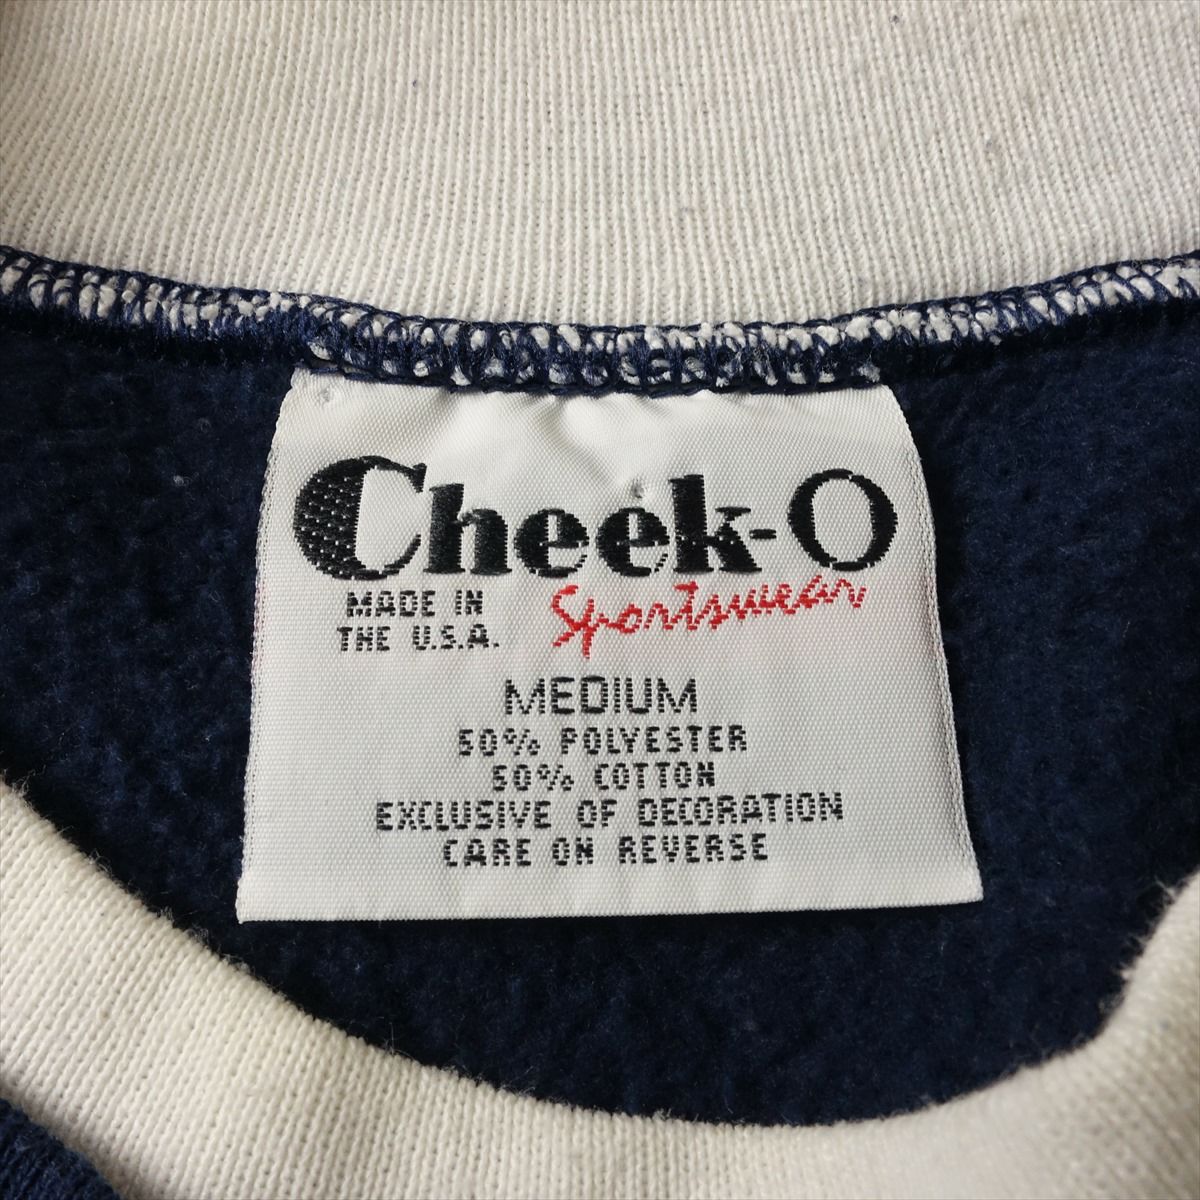 Cheek-O
MADE IN
THE U.S.A.
Sportswear
MEDIUM
50% POLYESTER
50% COTTON
EXCLUSIVE OF DECORATION
CARE ON REVERSE